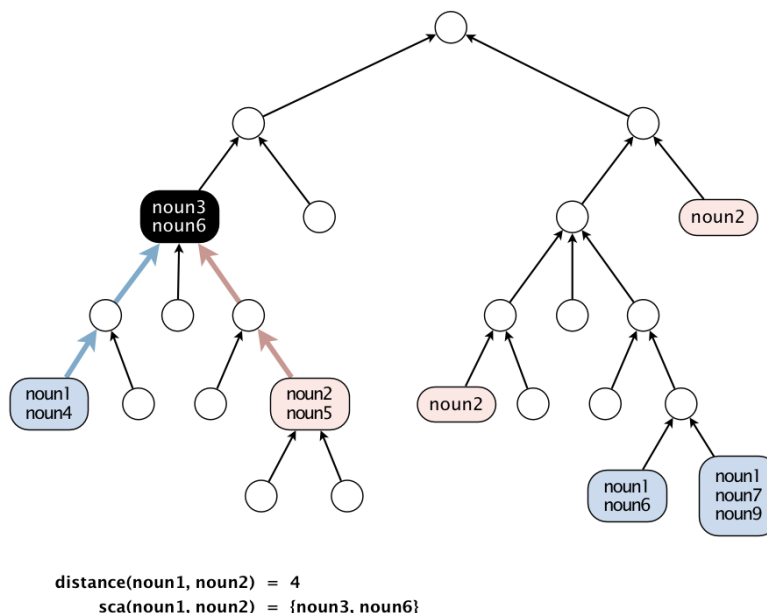 noun3
noun6
noun2
noun1
noun4
noun2
noun5
noun2
noun1
noun6
noun1
noun7
noun9
distance(noun1, noun2) = 4
sca(noun1, noun2) = {noun3, noun6}